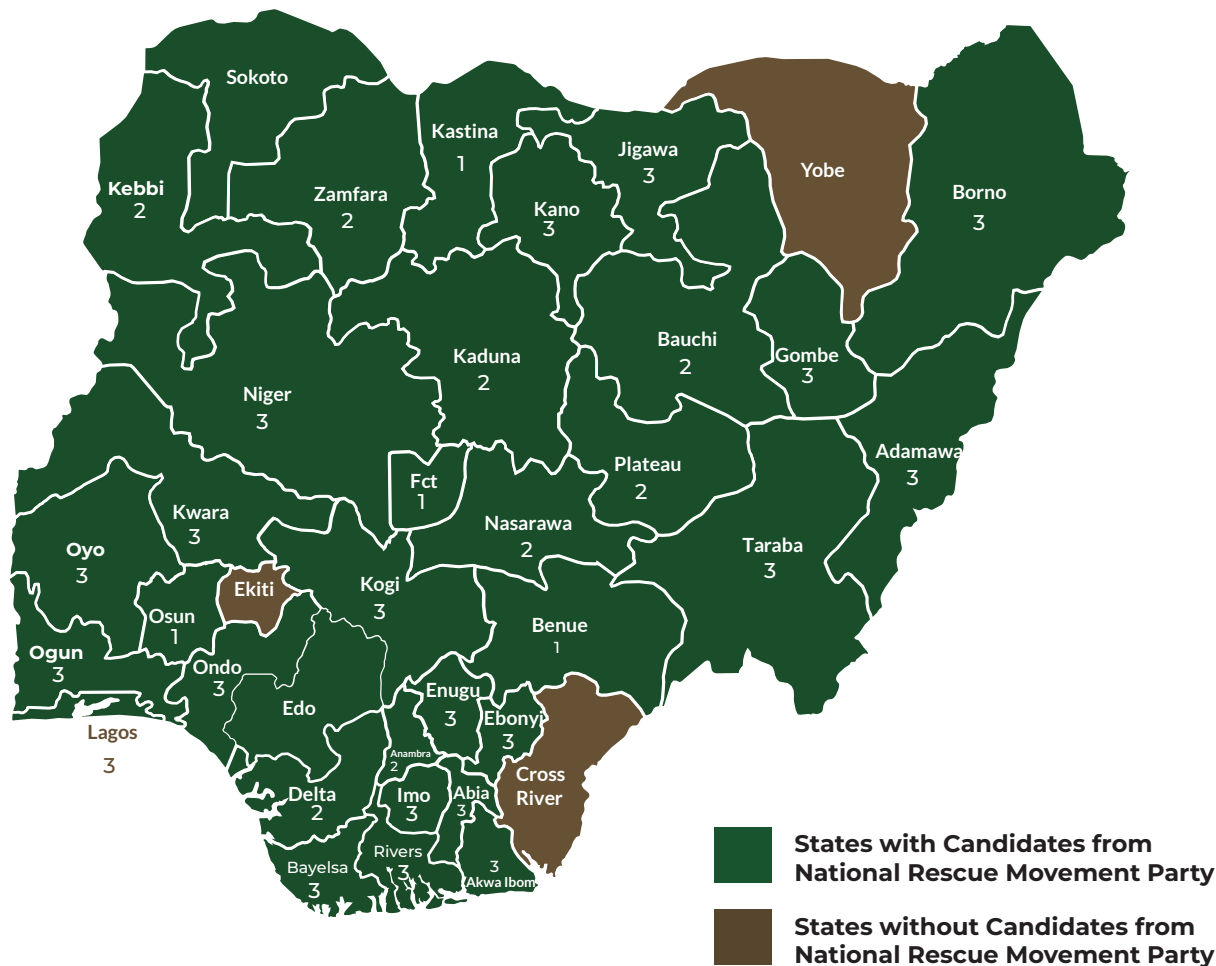 Sokoto
Kastina
1
Jigawa
3
Yobe
Borno
3
Kebbi
2
Zamfara
2
Kano
3
Kaduna
2
Bauchi
2
Gombe
3
Niger
3
Adamawa
3
Fct
1
Plateau
2
Kwara
3
Nasarawa
2
Taraba
3
Oyo
3
Ekiti
Kogi
3
Osun
1
Benue
1
Ogun
3
Ondo
3
Edo
Enugu
3
Ebonyi
3
Lagos
3
Anambra
2
Cross
River
Delta
2
Imo
3
Abia
3
Bayelsa
3
Rivers
3
3
(Akwa Ibom
States with Candidates from
National Rescue Movement Party
States without Candidates from
National Rescue Movement Party